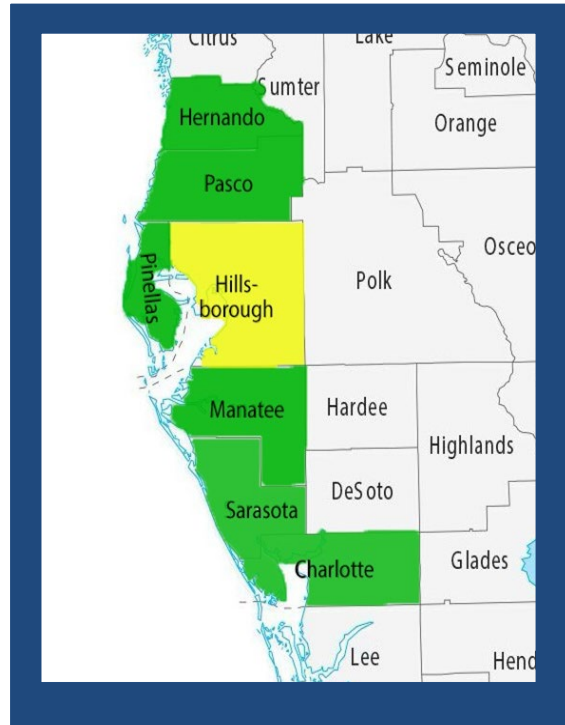 Citrus
Lake
Sumter
Seminole
Hernando
Orange
Pasco
Osceo
Pinellas
Hills-
borough
Polk
Manatee
Hardee
Highlands
DeSoto
Sarasota
Charlotte
Glades
Lee
Hend